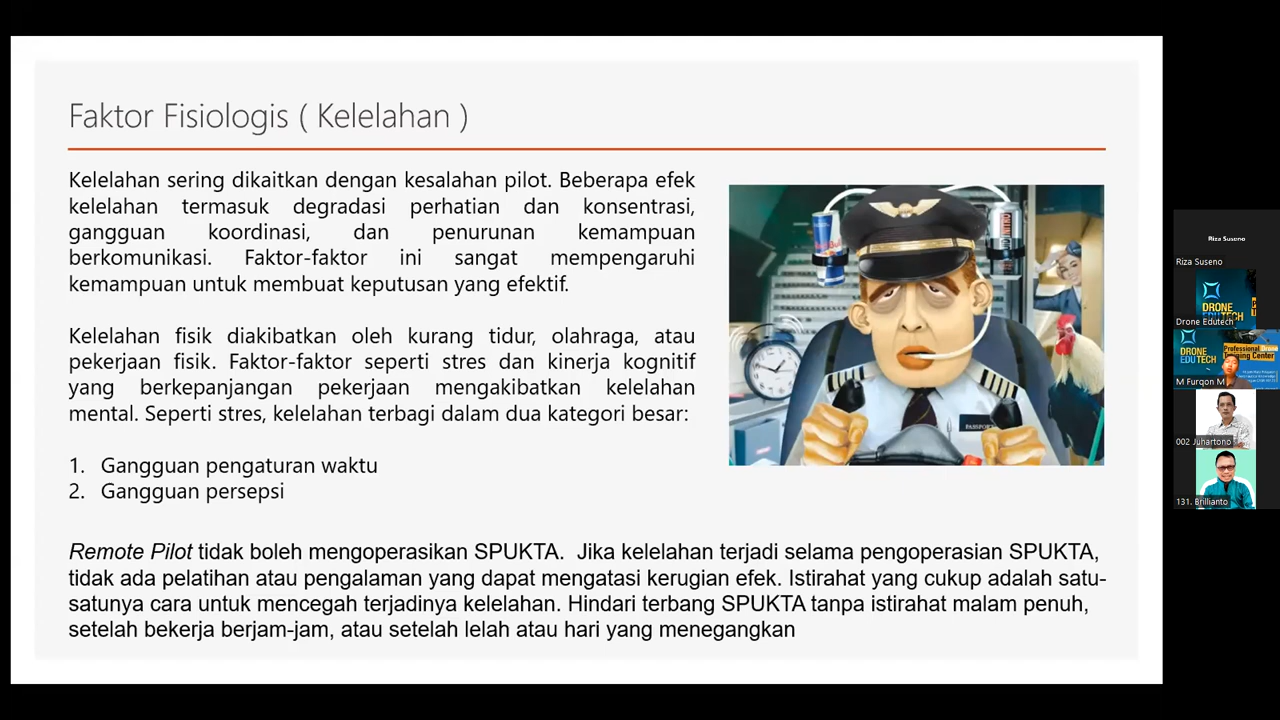 Faktor Fisiologis ( Kelelahan )
Kelelahan sering dikaitkan dengan kesalahan pilot. Beberapa efek
kelelahan termasuk degradasi perhatian dan konsentrasi,
gangguan koordinasi, dan penurunan kemampuan
berkomunikasi. Faktor-faktor ini sangat mempengaruhi
kemampuan untuk membuat keputusan yang efektif.
Kelelahan fisik diakibatkan oleh kurang tidur, olahraga, atau
pekerjaan fisik. Faktor-faktor seperti stres dan kinerja kognitif
yang berkepanjangan pekerjaan mengakibatkan kelelahan
mental. Seperti stres, kelelahan terbagi dalam dua kategori besar:
1. Gangguan pengaturan waktu
2. Gangguan persepsi
Remote Pilot tidak boleh mengoperasikan SPUKTA. Jika kelelahan terjadi selama pengoperasian SPUKTA,
tidak ada pelatihan atau pengalaman yang dapat mengatasi kerugian efek. Istirahat yang cukup adalah satu-
satunya cara untuk mencegah terjadinya kelelahan. Hindari terbang SPUKTA tanpa istirahat malam penuh,
setelah bekerja berjam-jam, atau setelah lelah atau hari yang menegangkan
Riza Suseno
Riza Suseno
DRONE
Drone Edutech
DRONE
EDUTECH
Professional Drone
Training Center
M Furqon M
002 Juhartono
131. Brillianto